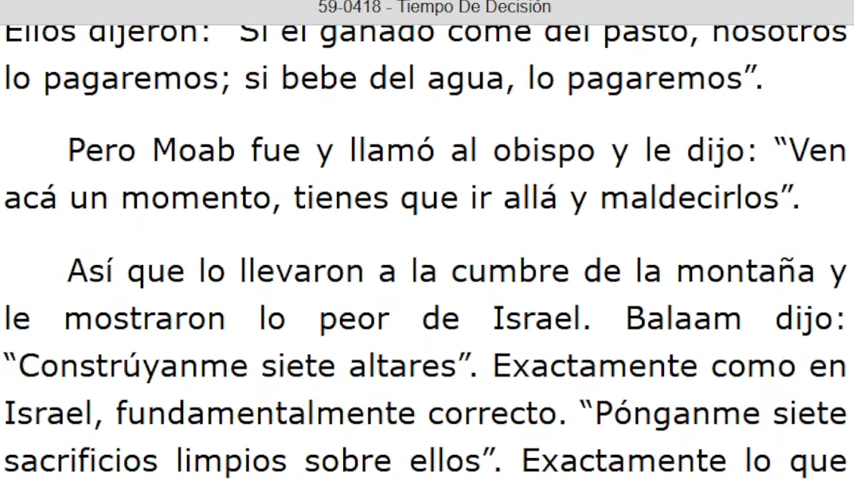 59-0418 - Tiempo De Decisión
Ellos dijeron: “Si el ganado come del pasto, nosotros
lo pagaremos; si bebe del agua, lo pagaremos”.
Pero Moab fue y llamó al obispo y le dijo: “Ven
acá un momento, tienes que ir allá y maldecirlos”.
Así que lo llevaron a la cumbre de la montaña y
le mostraron lo peor de Israel. Balaam dijo:
“Constrúyanme siete altares”. Exactamente como en
Israel, fundamentalmente correcto. “Pónganme siete
sacrificios limpios sobre ellos”. Exactamente lo que